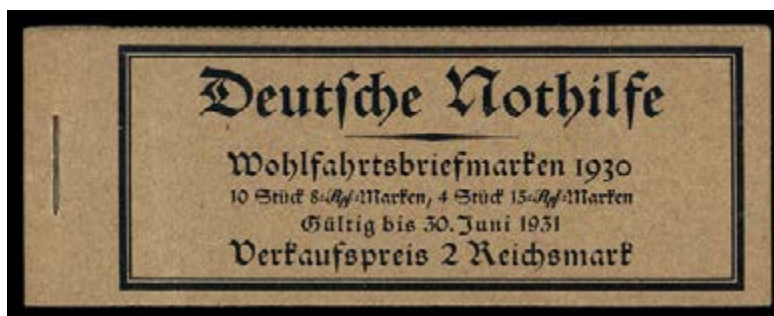 Deutsche Nothilfe
Wohlfahrtsbriefmarken 1930
10 Stück 8=Rpf=Marken, 4 Stück 15=Rpf=Marken
Gültig bis 30. Juni 1931
Verkaufspreis 2 Reichsmark